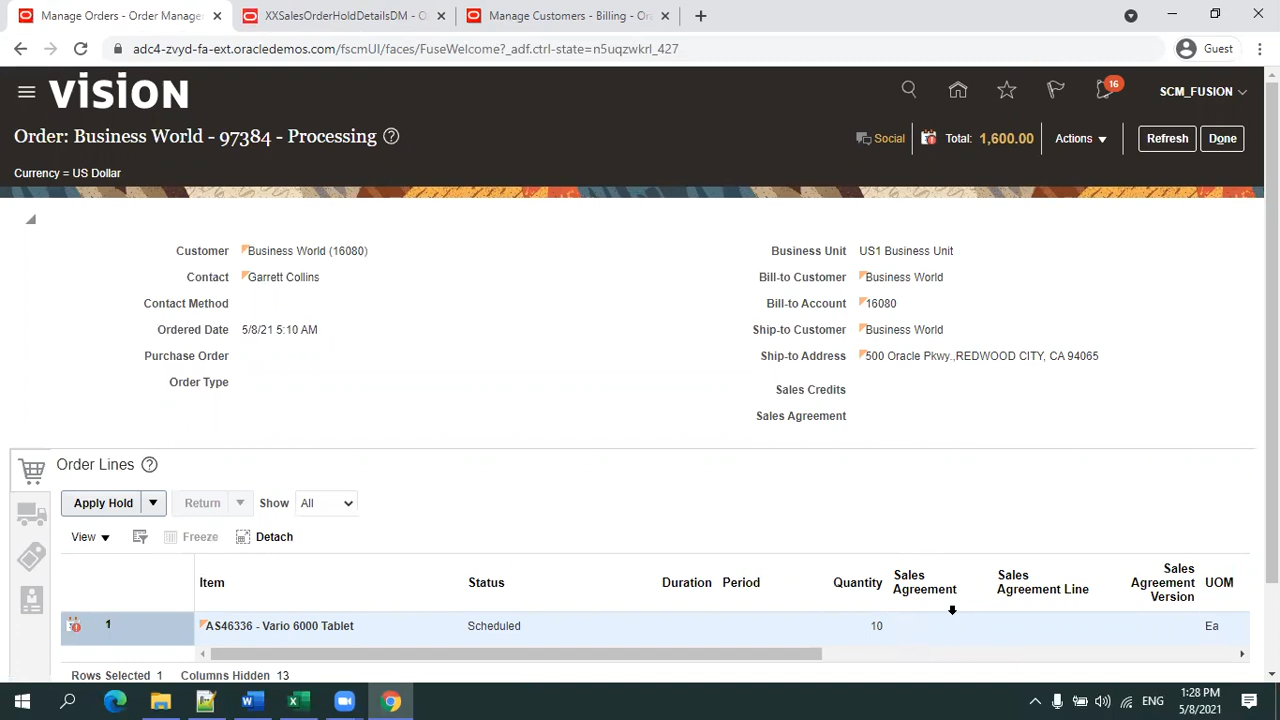 Manage Orders - Order Manage
XXSalesOrderHoldDetailsDM - O
Manage Customers - Billing - Ora
adc4-zvyd-fa-ext.oracledemos.com/fscmUI/faces/FuseWelcome?_adf.ctrl-state=n5uqzwkrl_427
Guest
VISION
16
SCM_FUSION
Order: Business World - 97384 - Processing
Social
Total: 1,600.00
Actions
Refresh
Done
Currency = US Dollar
Customer Business World (16080)
Business Unit US1 Business Unit
Contact Garrett Collins
Bill-to Customer Business World
Contact Method
Bill-to Account 16080
Ordered Date 5/8/21 5:10 AM
Ship-to Customer Business World
Purchase Order
Ship-to Address 500 Oracle Pkwy.,REDWOOD CITY, CA 94065
Order Type
Sales Credits
Sales Agreement
Order Lines
Apply Hold
Return
Show All
View
Freeze
Detach
Item
Status
Duration
Period
Quantity
Sales Agreement
Sales Agreement Line
Sales Agreement Version
UOM
1
AS46336 - Vario 6000 Tablet
Scheduled
10
Ea
Rows Selected 1 Columns Hidden 13
ENG
1:28 PM
5/8/2021